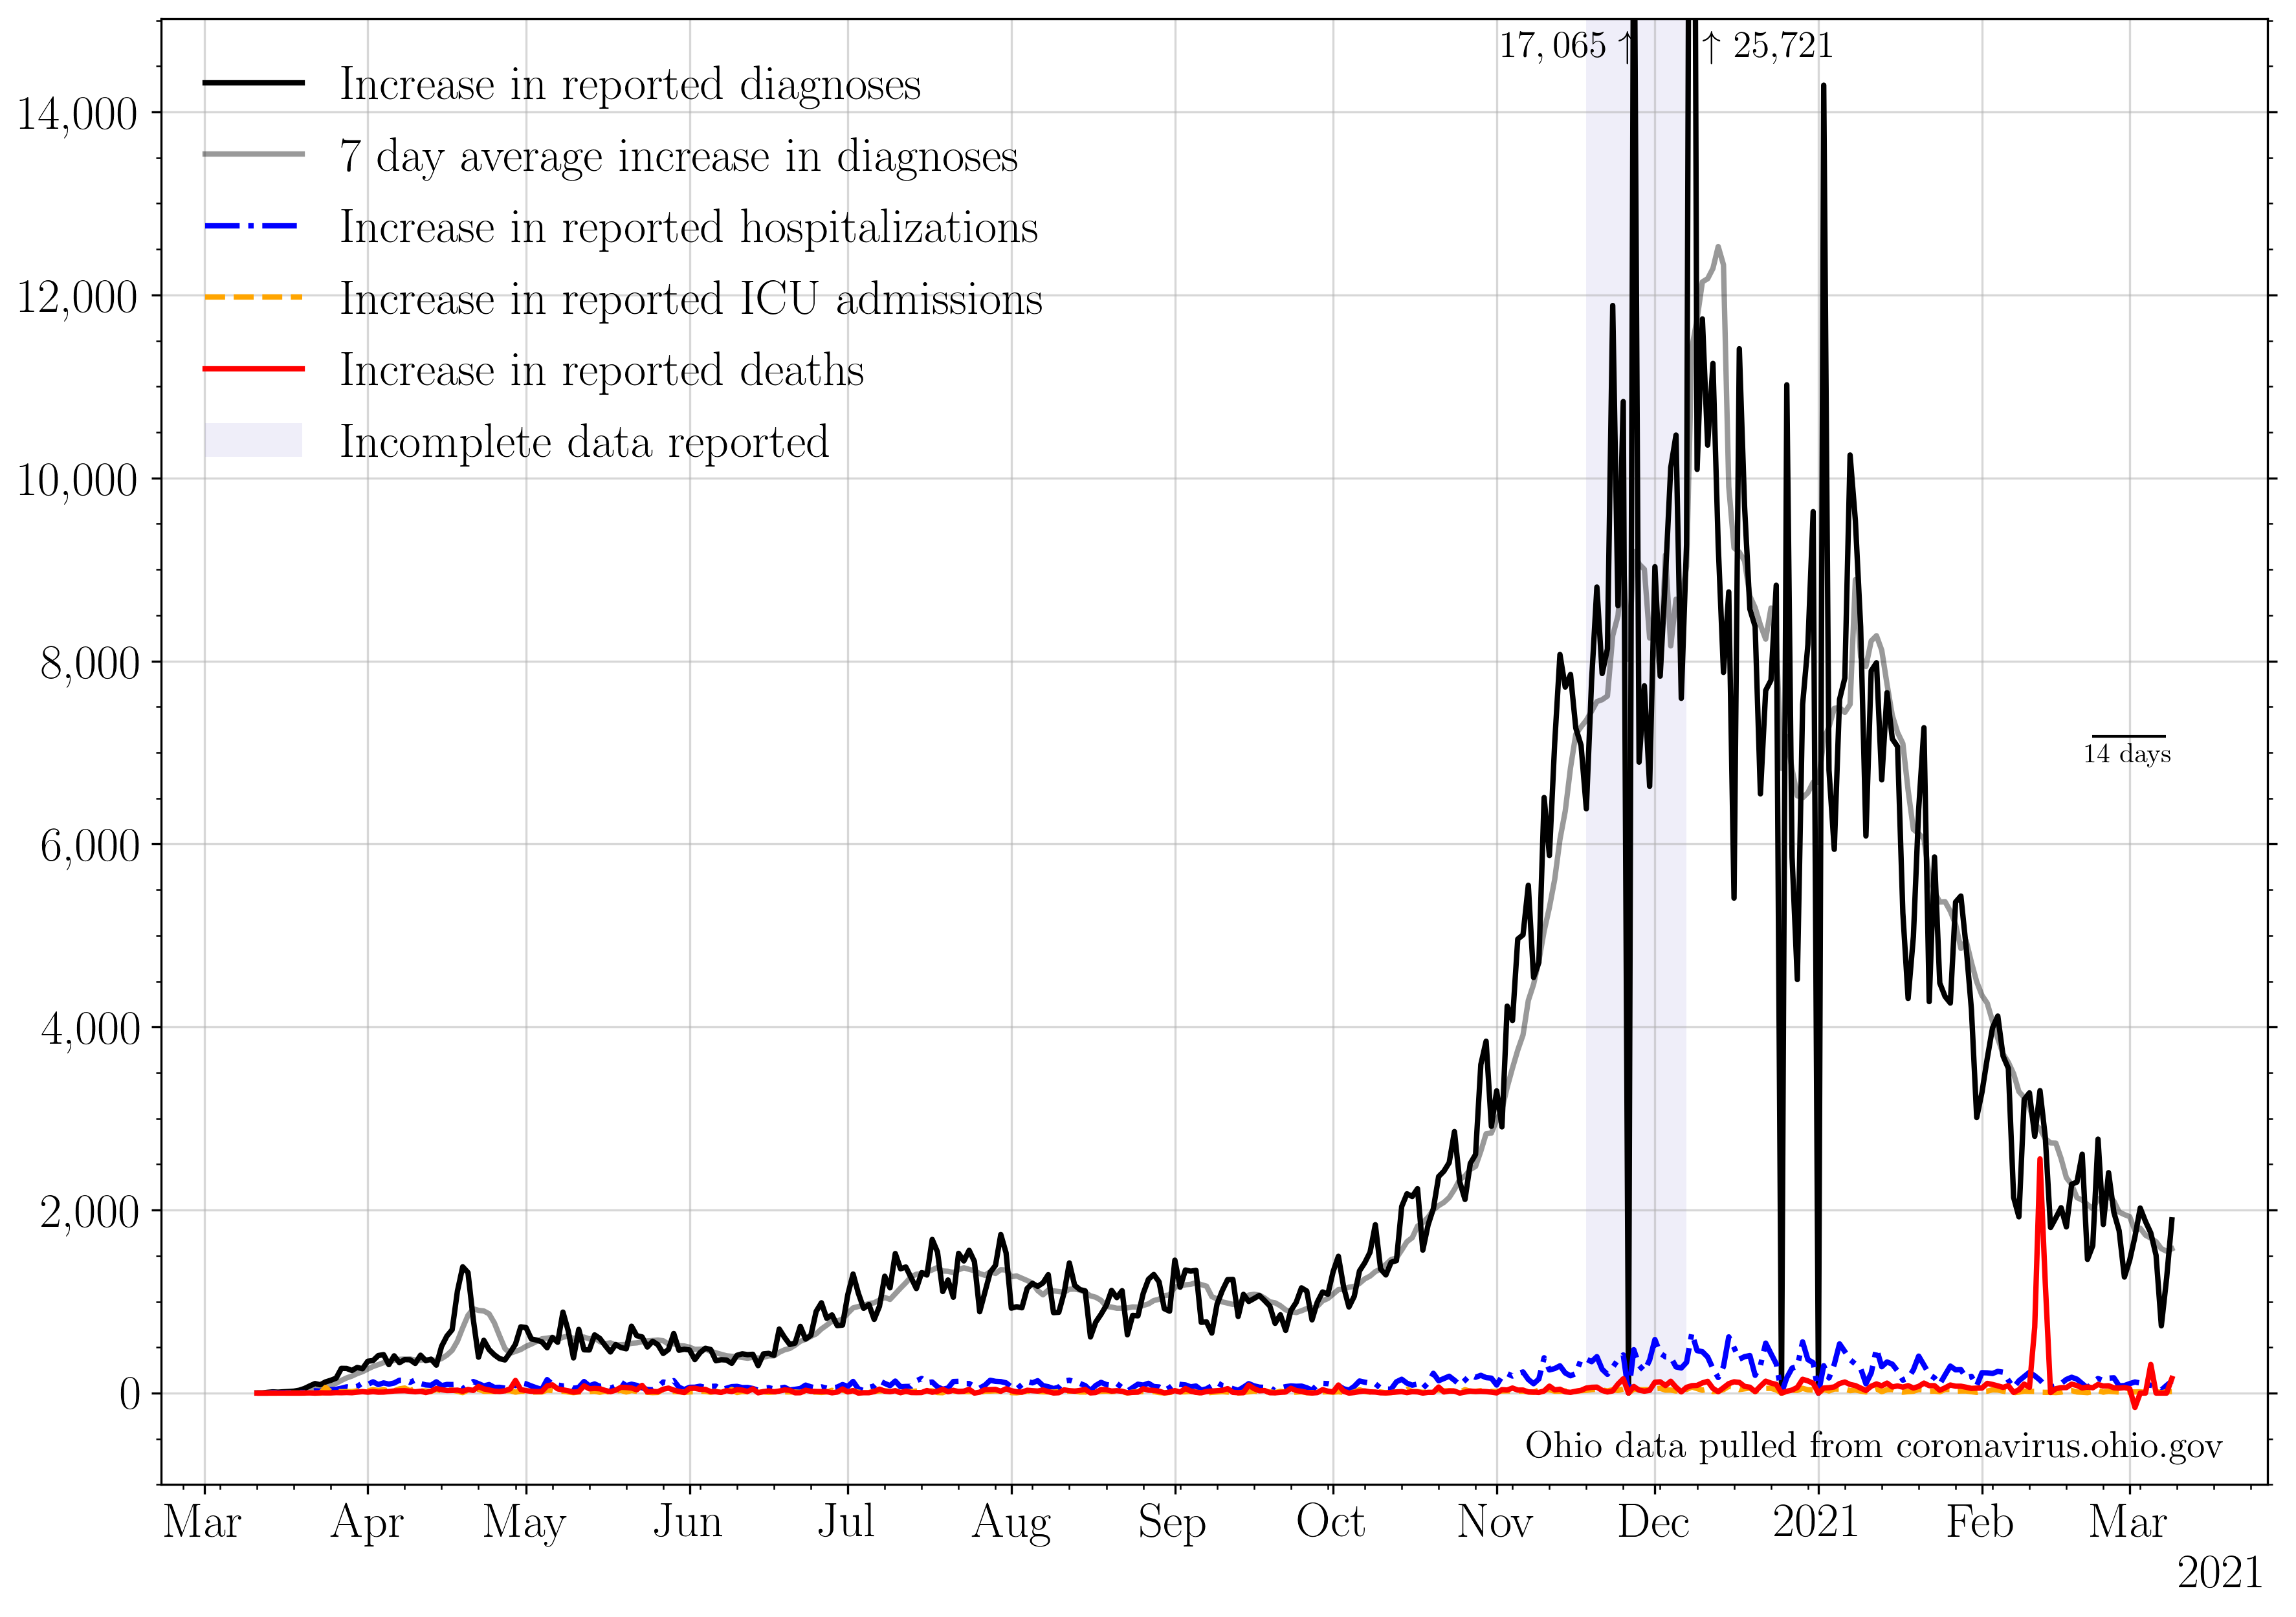 17, 065 ↑ ↑ 25,721
Increase in reported diagnoses
7 day average increase in diagnoses
Increase in reported hospitalizations
Increase in reported ICU admissions
Increase in reported deaths
Incomplete data reported
14,000
12,000
10,000
8,000
6,000
4,000
2,000
0
14 days
Ohio data pulled from coronavirus.ohio.gov
Mar Apr May Jun Jul Aug Sep Oct Nov Dec 2021 Feb Mar
2021